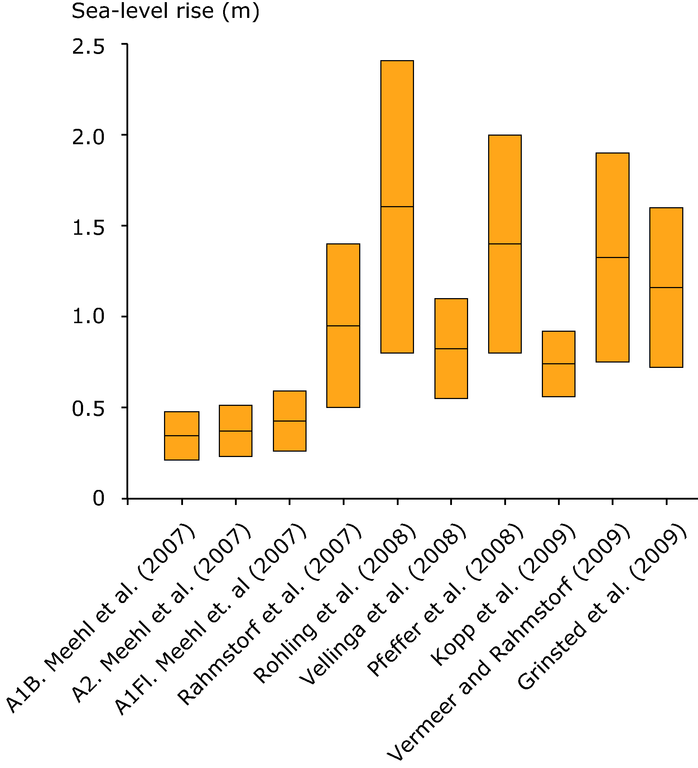 Sea-level rise (m)
2.5
2.0
1.5
1.0
0.5
0
A1B. Meehl et al. (2007)
A2. Meehl et al. (2007)
A1Fl. Meehl et. al (2007)
Rahmstorf et al. (2007)
Rohling et al. (2008)
Vellinga et al. (2008)
Pfeffer et al. (2008)
Kopp et al. (2009)
Vermeer and Rahmstorf (2009)
Grinsted et al. (2009)